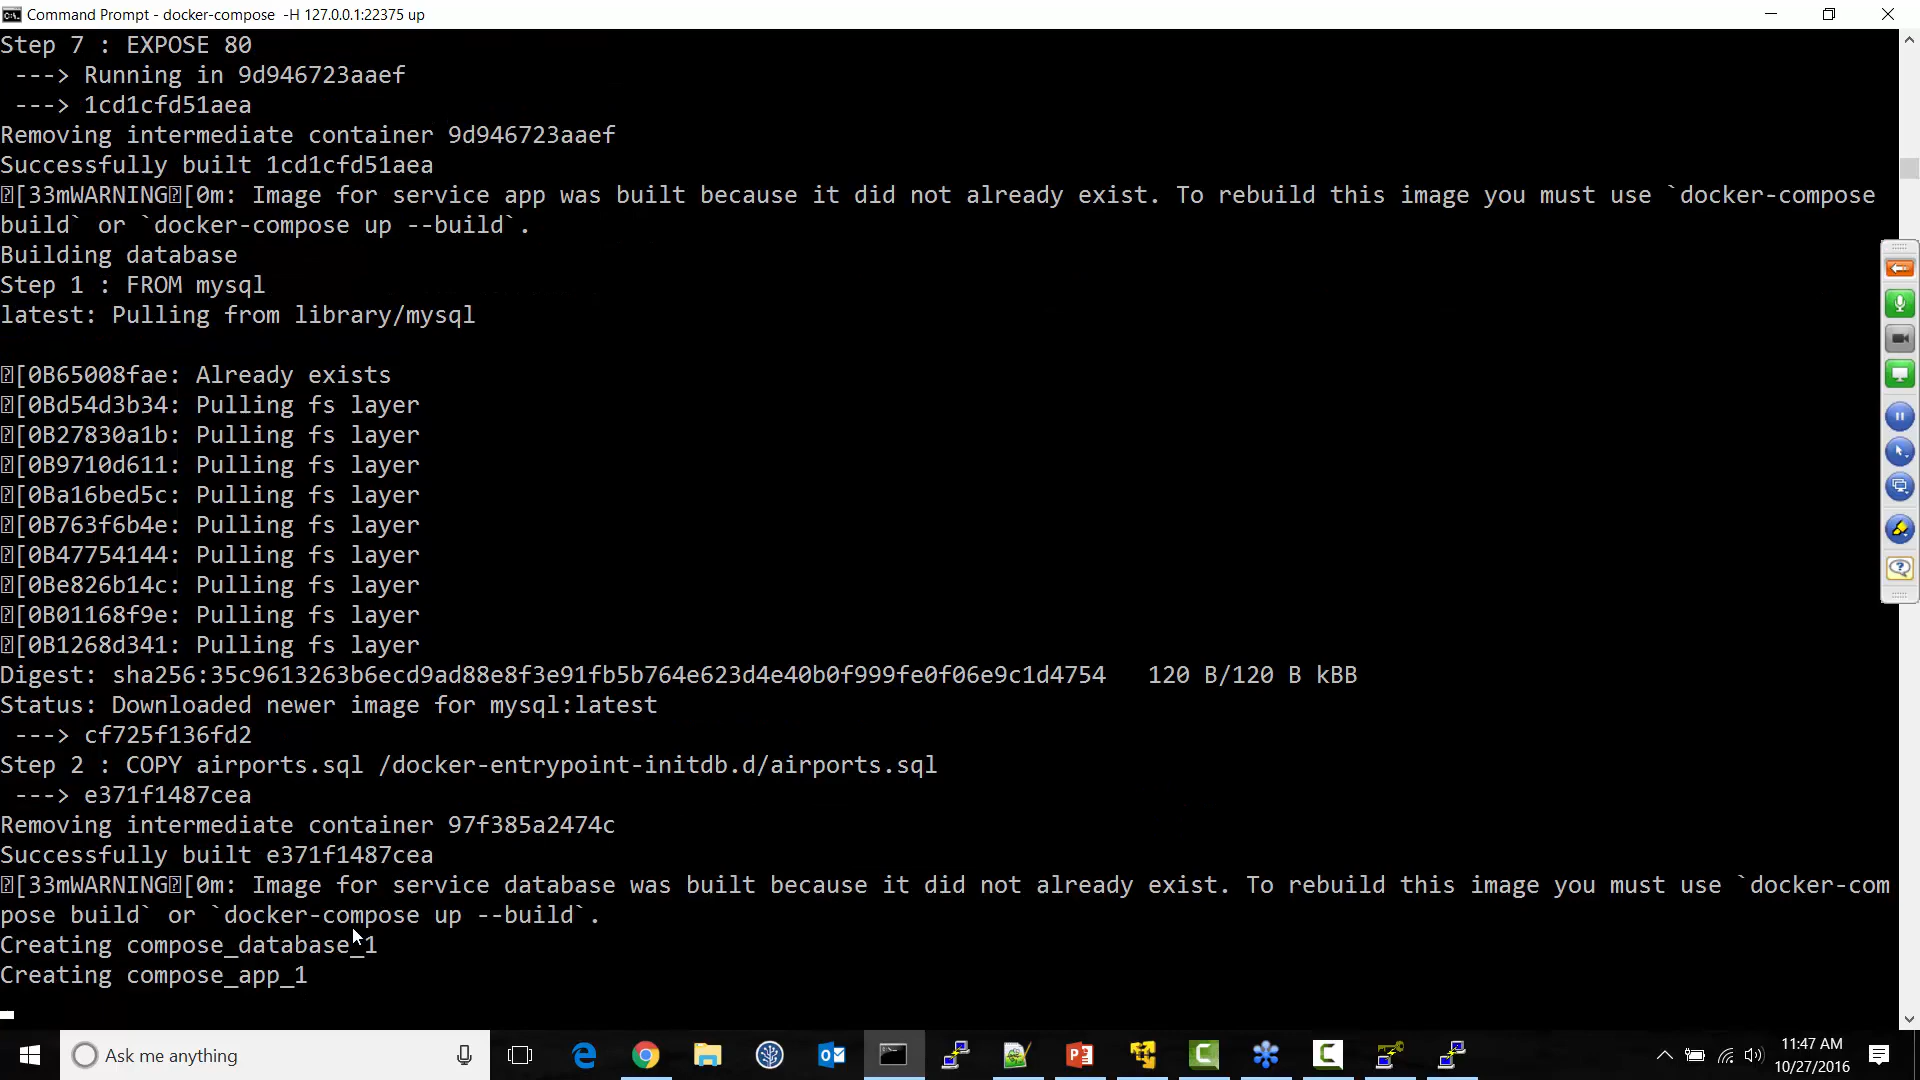 Command Prompt - docker-compose  -H 127.0.0.1:22375 up
Step 7 : EXPOSE 80
 ---> Running in 9d946723aaef
 ---> 1cd1cfd51aea
Removing intermediate container 9d946723aaef
Successfully built 1cd1cfd51aea
[33mWARNING[0m: Image for service app was built because it did not already exist. To rebuild this image you must use `docker-compose
build` or `docker-compose up --build`.
Building database
Step 1 : FROM mysql
latest: Pulling from library/mysql
[0B65008fae: Already exists
[0Bd54d3b34: Pulling fs layer
[0B27830a1b: Pulling fs layer
[0B9710d611: Pulling fs layer
[0Ba16bed5c: Pulling fs layer
[0B763f6b4e: Pulling fs layer
[0B47754144: Pulling fs layer
[0Be826b14c: Pulling fs layer
[0B01168f9e: Pulling fs layer
[0B1268d341: Pulling fs layer
Digest: sha256:35c9613263b6ecd9ad88e8f3e91fb5b764e623d4e40b0f999fe0f06e9c1d4754   120 B/120 B kBB
Status: Downloaded newer image for mysql:latest
 ---> cf725f136fd2
Step 2 : COPY airports.sql /docker-entrypoint-initdb.d/airports.sql
 ---> e371f1487cea
Removing intermediate container 97f385a2474c
Successfully built e371f1487cea
[33mWARNING[0m: Image for service database was built because it did not already exist. To rebuild this image you must use `docker-com
pose build` or `docker-compose up --build`.
Creating compose_database_1
Creating compose_app_1
Ask me anything
11:47 AM
10/27/2016